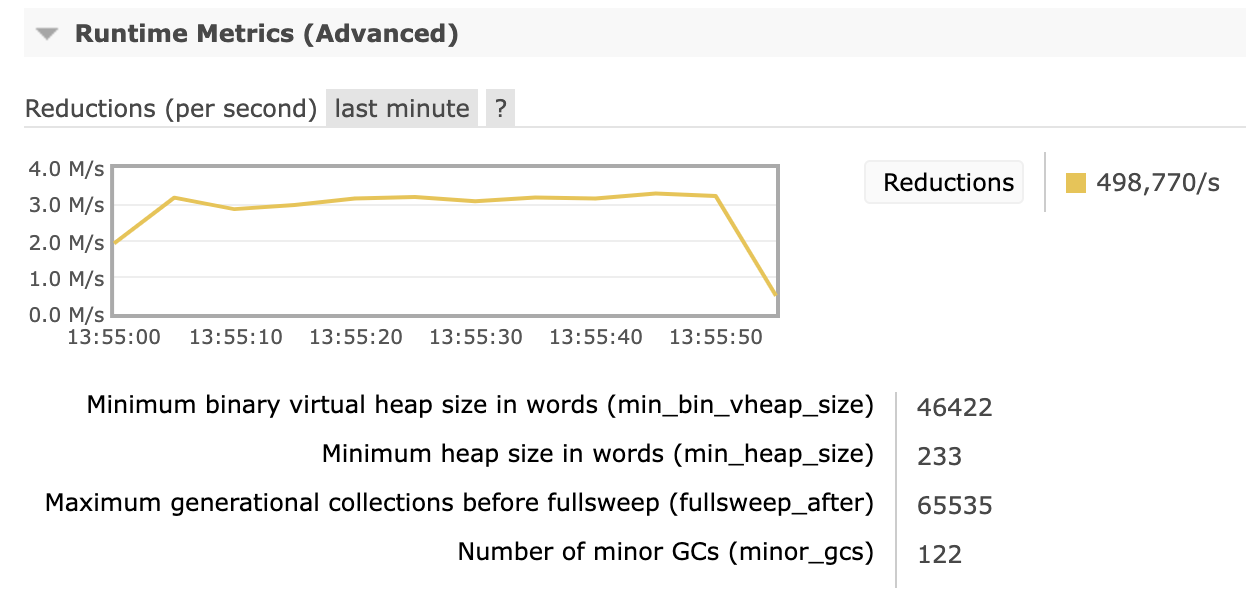 Runtime Metrics (Advanced)
Reductions (per second) last minute ?
4.0 M/s
3.0 M/s
2.0 M/s
1.0 M/s
0.0 M/s
13:55:00 13:55:10 13:55:20 13:55:30 13:55:40 13:55:50
Reductions 498,770/s
Minimum binary virtual heap size in words (min_bin_vheap_size) 46422
Minimum heap size in words (min_heap_size) 233
Maximum generational collections before fullsweep (fullsweep_after) 65535
Number of minor GCs (minor_gcs) 122